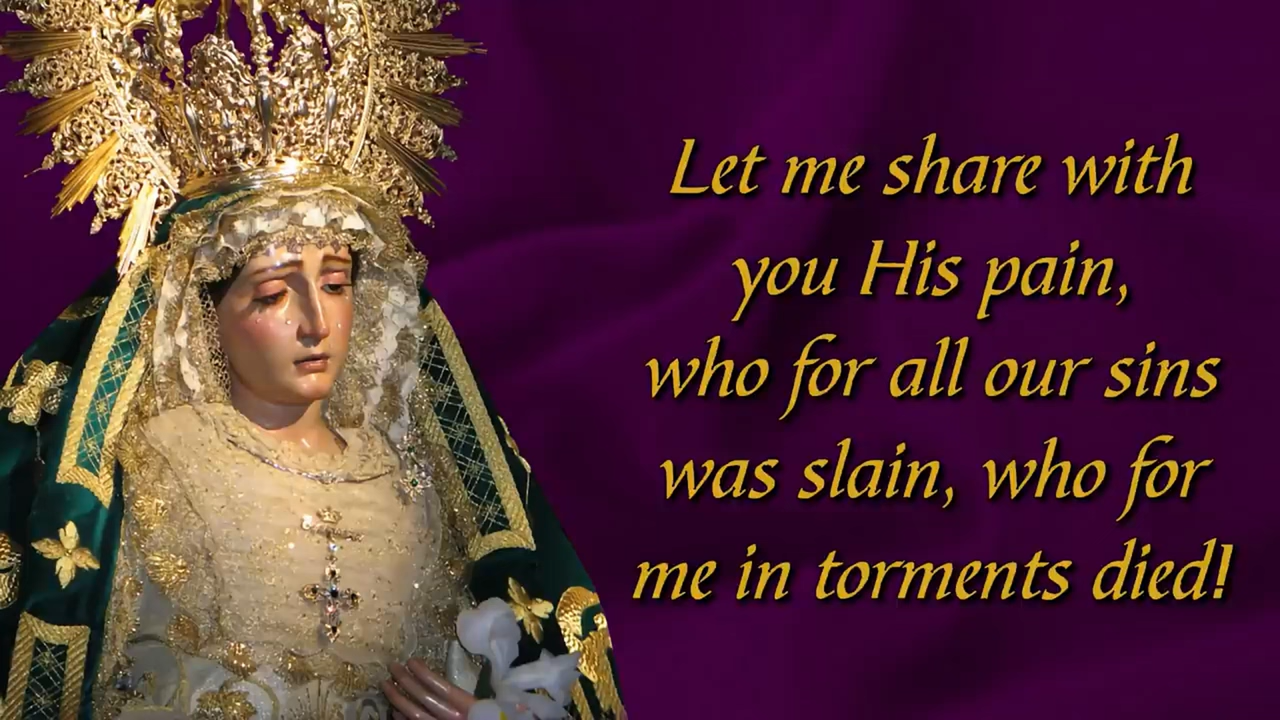 Let me share with
you His pain,
who for all our sins
was slain, who for
me in torments died!